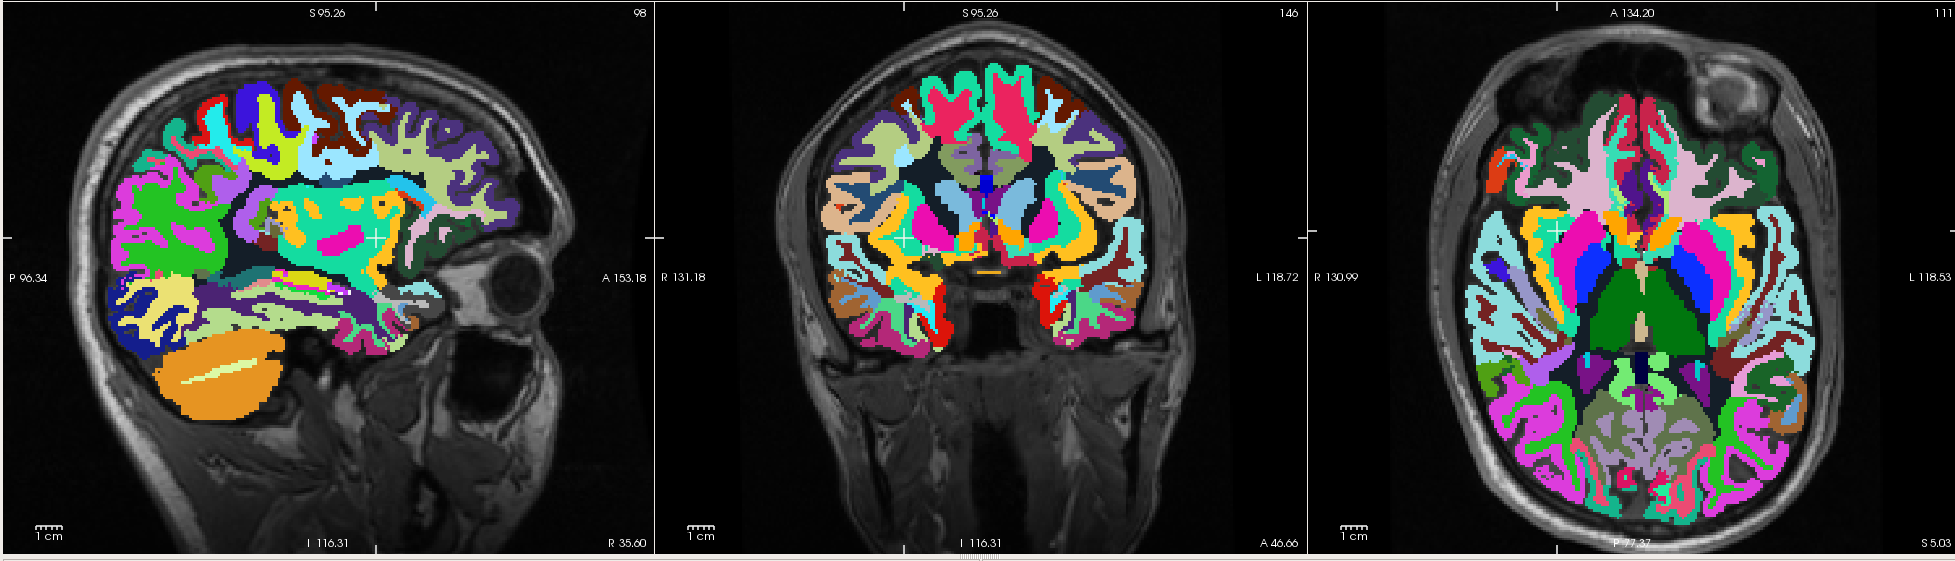 S 95.26
98
P 96.34
A 153.18
1 cm
I 116.31
R 35.60
S 95.26
146
R 131.18
L 118.72
1 cm
I 116.31
A 46.66
A 134.20
111
R 130.99
L 118.53
1 cm
P 77.37
S 5.03